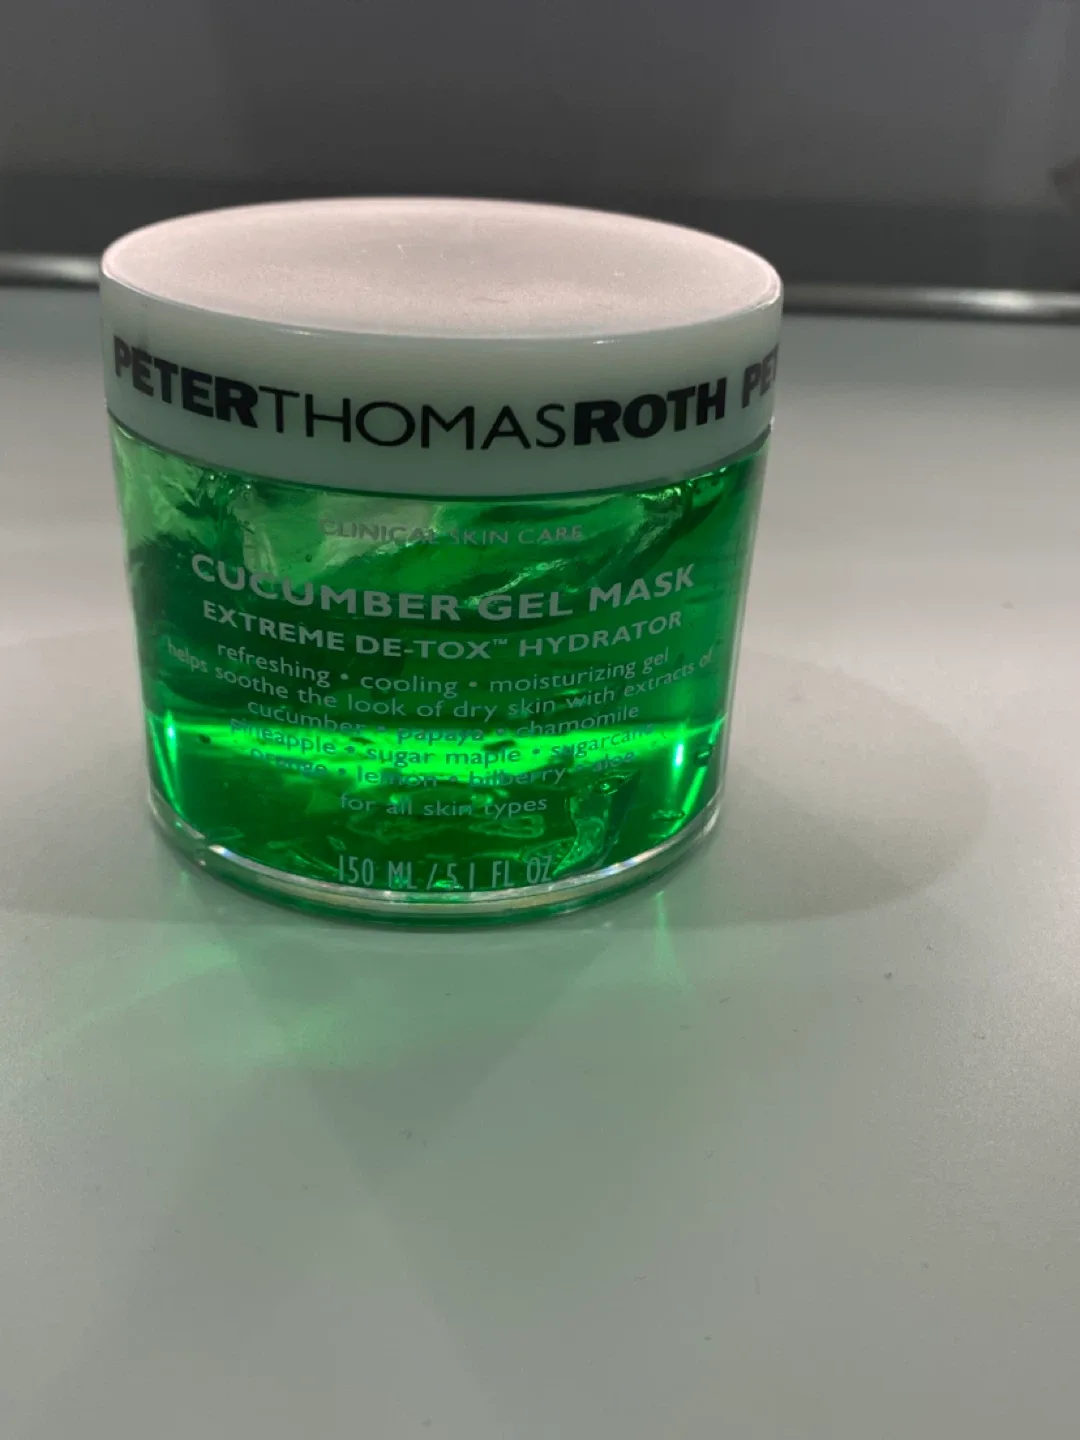 PETERTHOMASROTH PET
CLINICAL SKIN CARE
CUCUMBER GEL MASK
EXTREME DE-TOX™ HYDRATOR
refreshing • cooling • moisturizing gel
helps soothe the look of dry skin with extracts of
cucumber • papaya • chamomile
pineapple • sugar maple • sugarcane
orange • lemon • bilberry • aloe
for all skin types
150 ML / 5.1 FL OZ